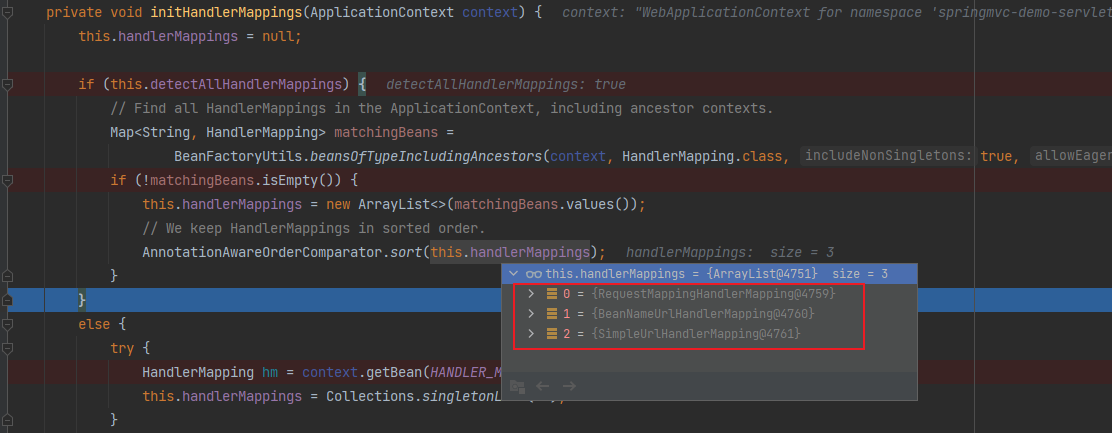 private void initHandlerMappings(ApplicationContext context) { context: "WebApplicationContext for namespace 'springmvc-demo-servlet
this.handlerMappings = null;
if (this.detectAllHandlerMappings) { detectAllHandlerMappings: true
// Find all HandlerMappings in the ApplicationContext, including ancestor contexts.
Map<String, HandlerMapping> matchingBeans =
BeanFactoryUtils.beansOfTypeIncludingAncestors(context, HandlerMapping.class, includeNonSingletons: true, allowEager
if (!matchingBeans.isEmpty()) {
this.handlerMappings = new ArrayList<>(matchingBeans.values());
// We keep HandlerMappings in sorted order.
AnnotationAwareOrderComparator.sort(this.handlerMappings); handlerMappings: size = 3
}
this.handlerMappings = {ArrayList@4751} size = 3
0 = {RequestMappingHandlerMapping@4759}
1 = {BeanNameUrlHandlerMapping@4760}
2 = {SimpleUrlHandlerMapping@4761}
}
else {
try {
HandlerMapping hm = context.getBean(HANDLER_M
this.handlerMappings = Collections.singletonL
}